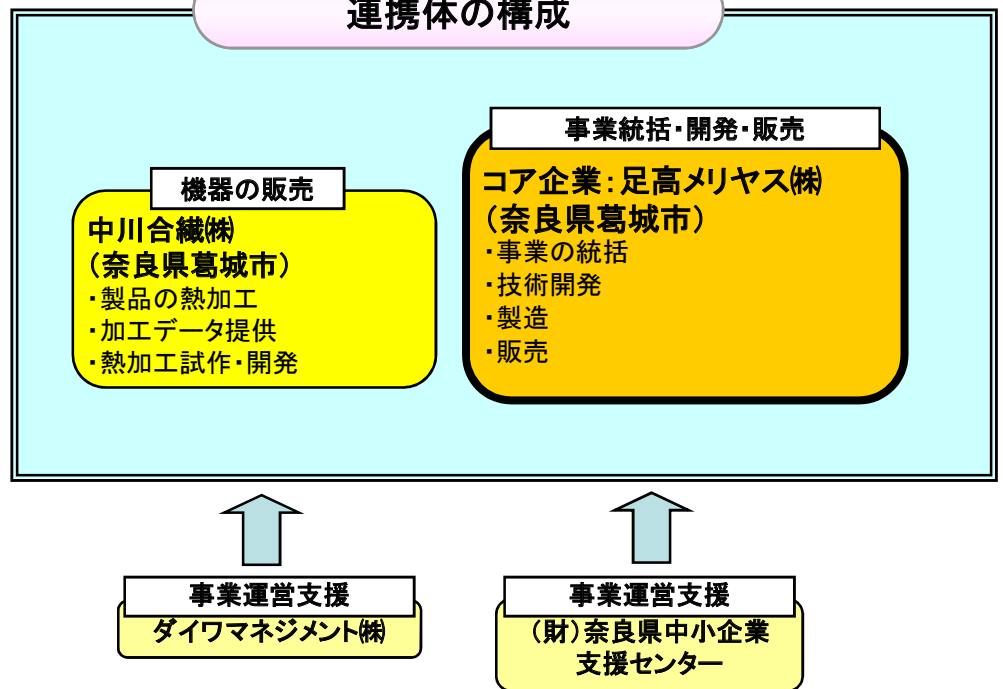 連携体の構成
機器の販売
中川合繊㈱
（奈良県葛城市）
・製品の熱加工
・加工データ提供
・熱加工試作・開発
事業統括・開発・販売
コア企業：足高メリヤス㈱
（奈良県葛城市）
・事業の統括
・技術開発
・製造
・販売
事業運営支援
ダイワマネジメント㈱
事業運営支援
（財）奈良県中小企業
支援センター